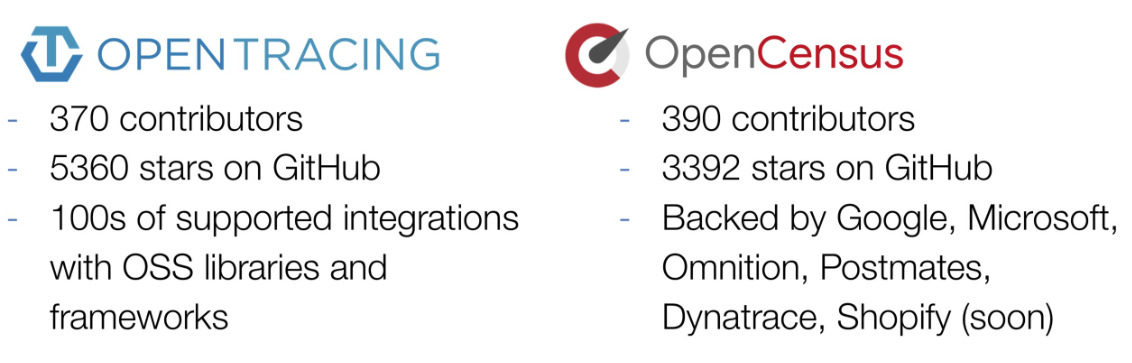 OPENTRACING
- 370 contributors
- 5360 stars on GitHub
- 100s of supported integrations
with OSS libraries and
frameworks
OpenCensus
- 390 contributors
- 3392 stars on GitHub
- Backed by Google, Microsoft,
Omnition, Postmates,
Dynatrace, Shopify (soon)